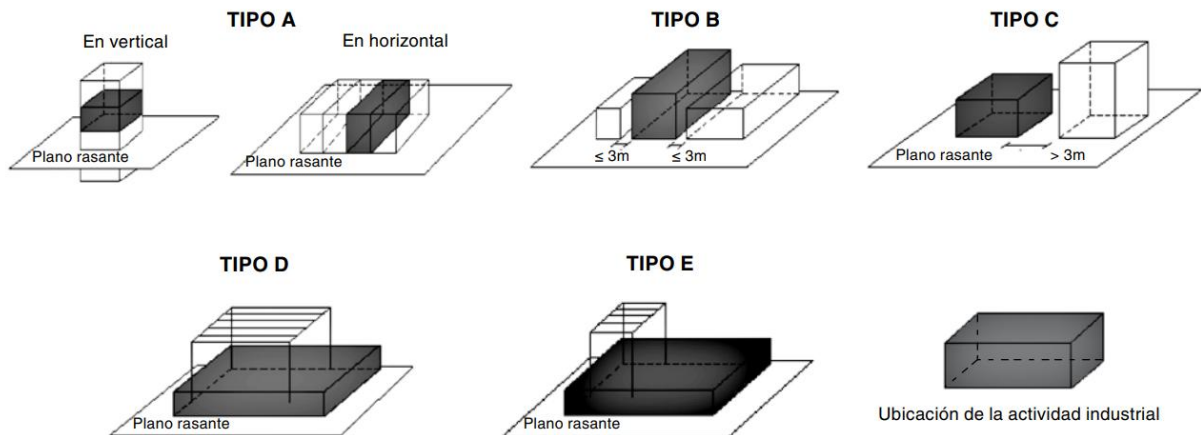 TIPO A
TIPO B
TIPO C
En vertical
En horizontal
Plano rasante
Plano rasante
≤ 3m
≤ 3m
Plano rasante
> 3m
TIPO D
TIPO E
Plano rasante
Plano rasante
Ubicación de la actividad industrial